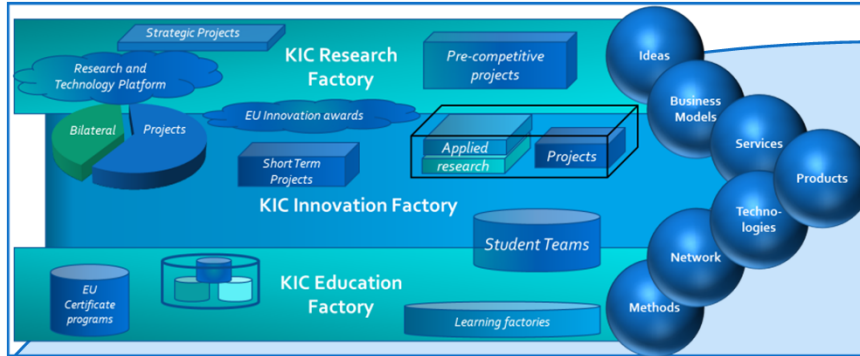 Strategic Projects
KIC Research
Factory
Pre-competitive
projects
Research and
Technology Platform
Bilateral
Projects
EU Innovation awards
Applied
research
Projects
Short Term
Projects
KIC Innovation Factory
Student Teams
EU
Certificate
programs
KIC Education
Factory
Learning factories
Ideas
Business
Models
Services
Products
Techno-
logies
Network
Methods